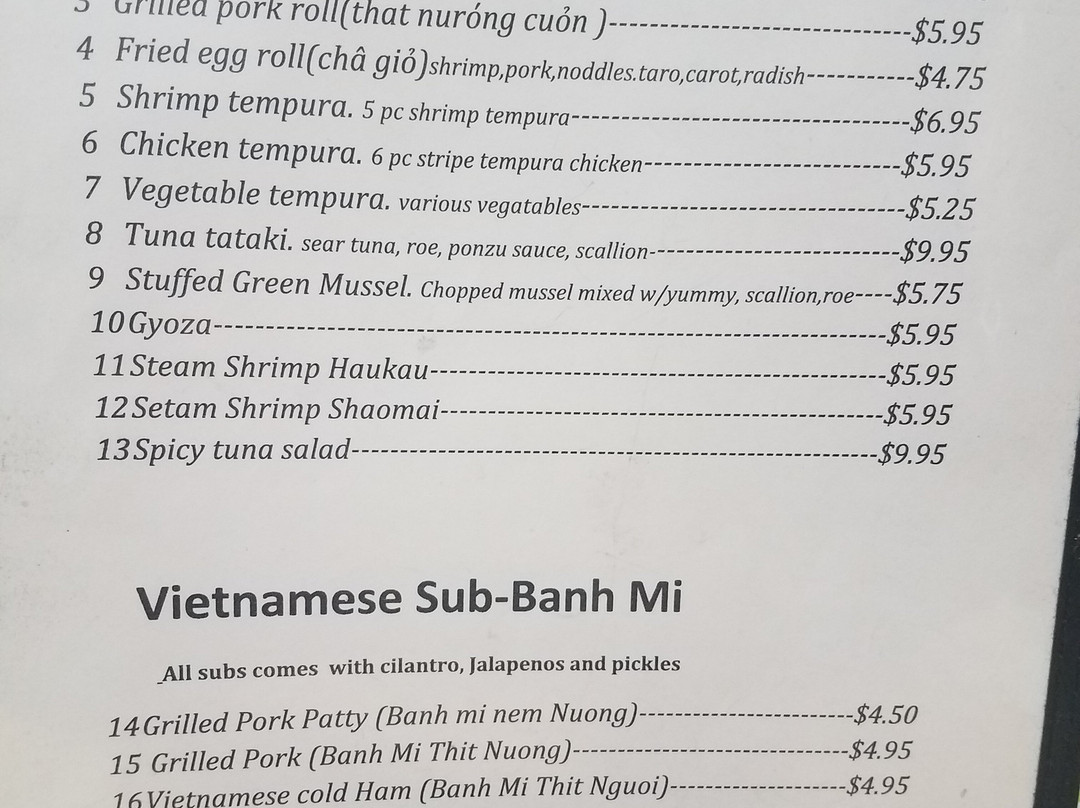 3 Grilled pork roll(that nuróng cuổn )--------------------------------$5.95
4 Fried egg roll(châ giỏ)shrimp,pork,noddles.taro,carot,radish-----------$4.75
5 Shrimp tempura. 5 pc shrimp tempura------------------------------------$6.95
6 Chicken tempura. 6 pc stripe tempura chicken---------------------------$5.95
7 Vegetable tempura. various vegatables----------------------------------$5.25
8 Tuna tataki. sear tuna, roe, ponzu sauce, scallion-------------------------$9.95
9 Stuffed Green Mussel. Chopped mussel mixed w/yummy, scallion,roe----$5.75
10 Gyoza--------------------------------------------------------------------$5.95
11 Steam Shrimp Haukau----------------------------------------------$5.95
12 Setam Shrimp Shaomai---------------------------------------------$5.95
13 Spicy tuna salad------------------------------------------------------$9.95
Vietnamese Sub-Banh Mi
All subs comes with cilantro, Jalapenos and pickles
14 Grilled Pork Patty (Banh mi nem Nuong)-----------------------$4.50
15 Grilled Pork (Banh Mi Thit Nuong)-----------------------------$4.95
16 Vietnamese cold Ham (Banh Mi Thit Nguoi)-------------------$4.95